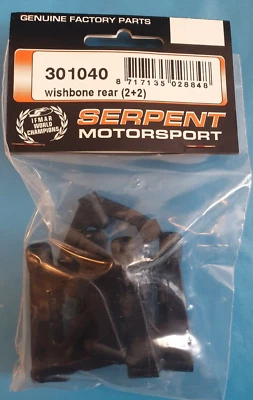 GENUINE FACTORY PARTS
301040
8 717135 028848
wishbone rear (2+2)
IFMAR
WORLD
CHAMPIONS
SERPENT
MOTORSPORT